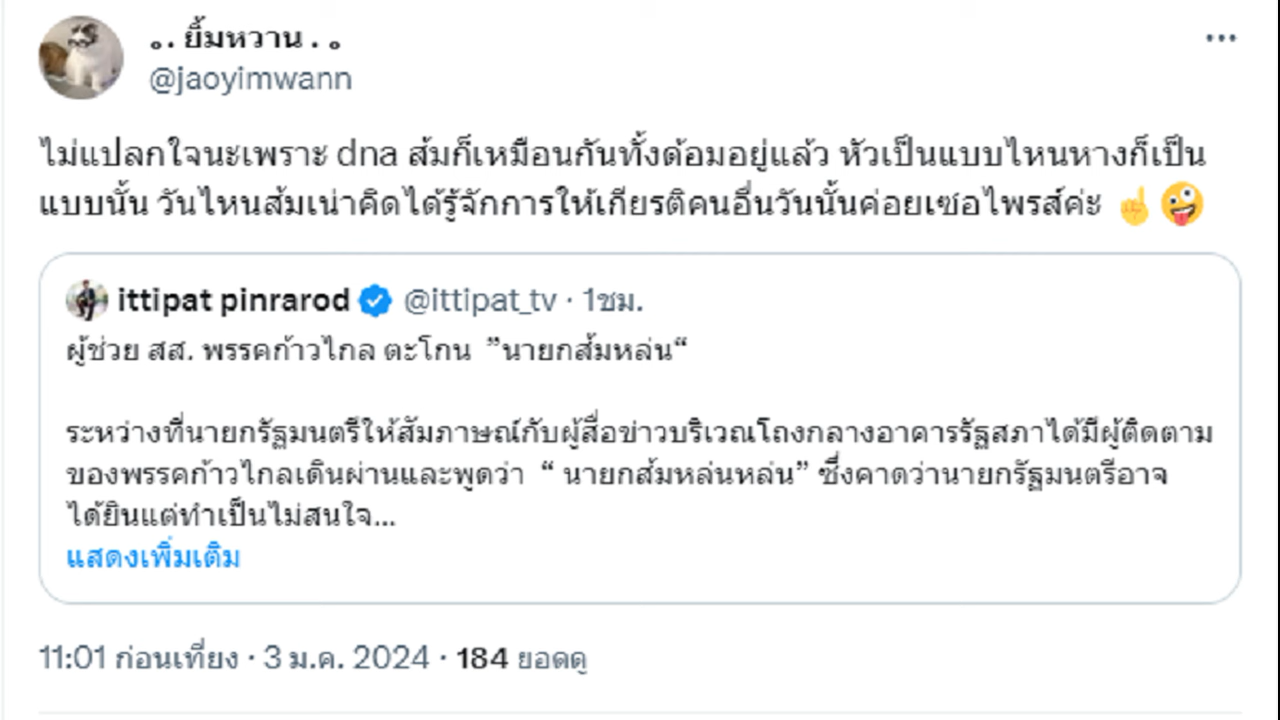 ｡. ยิ้มหวาน . ｡
@jaoyimwann
ไม่แปลกใจนะเพราะ dna ส้มก็เหมือนกันทั้งด้อมอยู่แล้ว หัวเป็นแบบไหนหางก็เป็น
แบบนั้น วันไหนส้มเน่าคิดได้รู้จักการให้เกียรติคนอื่นวันนั้นค่อยเซอไพรส์ค่ะ ☝️🤪
ittipat pinrarod @ittipat_tv · 1ชม.
ผู้ช่วย สส. พรรคก้าวไกล ตะโกน ”นายกส้มหล่น“
ระหว่างที่นายกรัฐมนตรีให้สัมภาษณ์กับผู้สื่อข่าวบริเวณโถงกลางอาคารรัฐสภาได้มีผู้ติดตาม
ของพรรคก้าวไกลเดินผ่านและพูดว่า “ นายกส้มหล่นหล่น” ซึ่งคาดว่านายกรัฐมนตรีอาจ
ได้ยินแต่ทำเป็นไม่สนใจ...
แสดงเพิ่มเติม
11:01 ก่อนเที่ยง · 3 ม.ค. 2024 · 184 ยอดดู